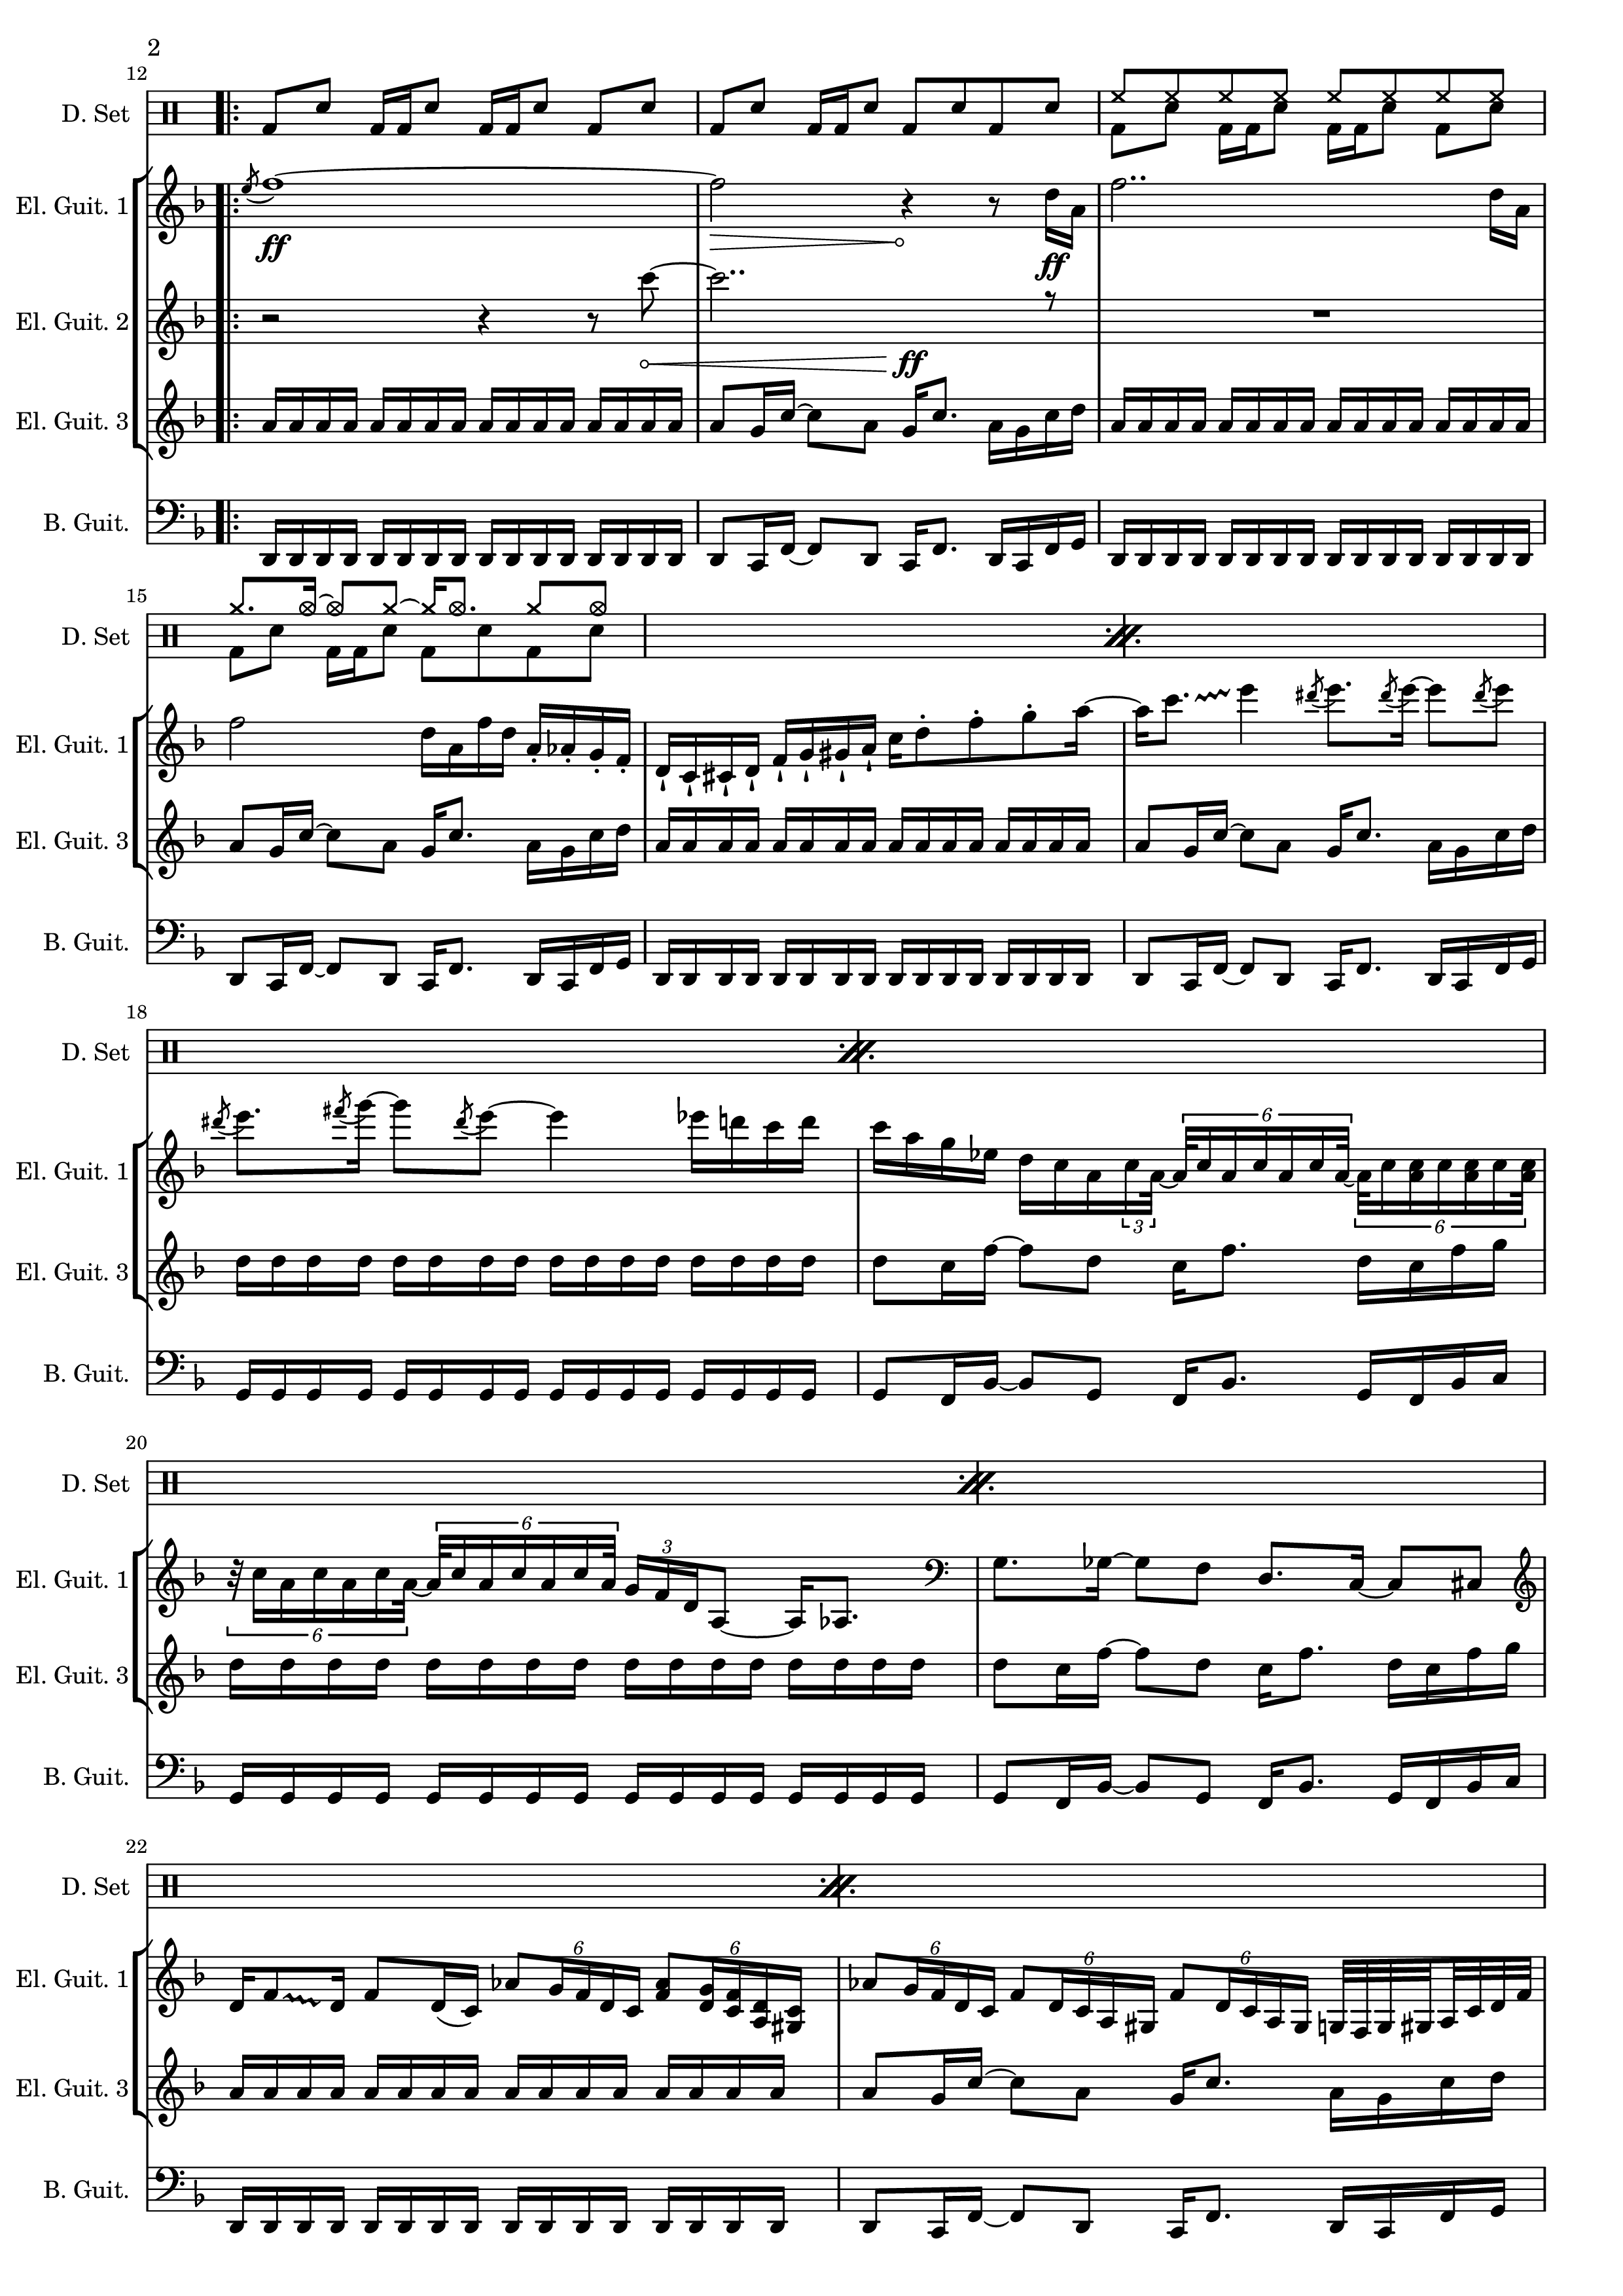 2
12
D. Set
El. Guit. 1
ff
ff
El. Guit. 2
ff
El. Guit. 3
B. Guit.
15
D. Set
El. Guit. 1
El. Guit. 3
B. Guit.
18
D. Set
6
El. Guit. 1
3
6
El. Guit. 3
B. Guit.
20
D. Set
6
3
El. Guit. 1
6
El. Guit. 3
B. Guit.
22
D. Set
6 6 6 6 6
El. Guit. 1
El. Guit. 3
B. Guit.